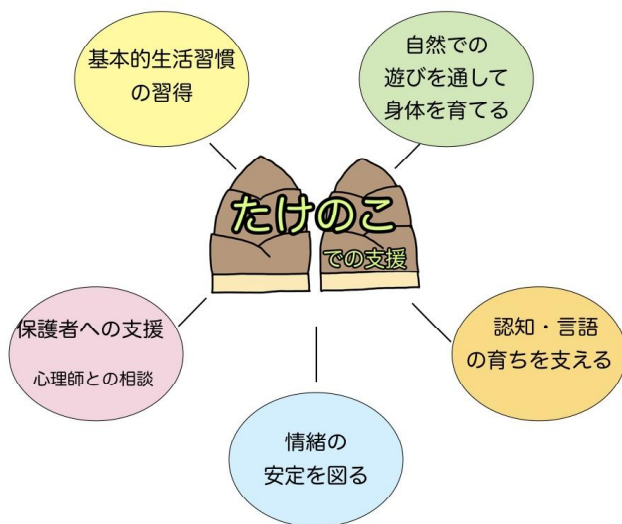 基本的生活習慣
の習得
自然での
遊びを通して
身体を育てる
たけのこ
での支援
保護者への支援
心理師との相談
認知・言語
の育ちを支える
情緒の
安定を図る